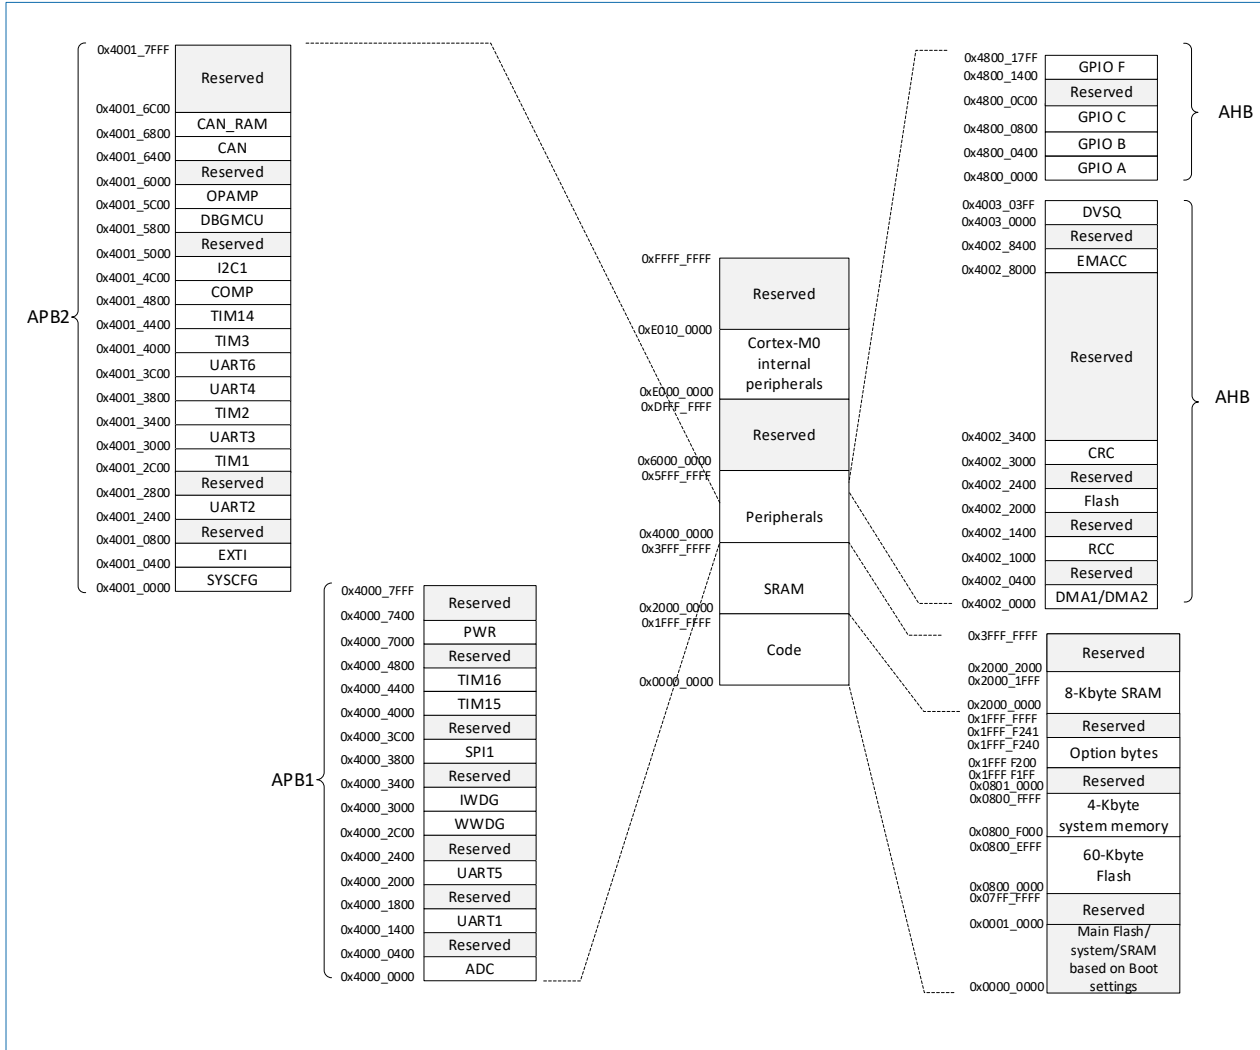 APB2
0x4001_7FFF
Reserved
0x4001_6C00
CAN_RAM
0x4001_6800
CAN
0x4001_6400
Reserved
0x4001_6000
OPAMP
0x4001_5C00
DBGMCU
0x4001_5800
Reserved
0x4001_5000
I2C1
0x4001_4C00
COMP
0x4001_4800
TIM14
0x4001_4400
TIM3
0x4001_4000
UART6
0x4001_3C00
UART4
0x4001_3800
TIM2
0x4001_3400
UART3
0x4001_3000
TIM1
0x4001_2C00
Reserved
0x4001_2800
UART2
0x4001_2400
Reserved
0x4001_0800
EXTI
0x4001_0400
SYSCFG
0x4001_0000
APB1
0x4000_7FFF
Reserved
0x4000_7400
PWR
0x4000_7000
Reserved
0x4000_4800
TIM16
0x4000_4400
TIM15
0x4000_4000
Reserved
0x4000_3C00
SPI1
0x4000_3800
Reserved
0x4000_3400
IWDG
0x4000_3000
WWDG
0x4000_2C00
Reserved
0x4000_2400
UART5
0x4000_2000
Reserved
0x4000_1800
UART1
0x4000_1400
Reserved
0x4000_0400
ADC
0x4000_0000
0xFFFF_FFFF
Reserved
0xE010_0000
Cortex-M0
internal
peripherals
0xE000_0000
0xDFFF_FFFF
Reserved
0x6000_0000
0x5FFF_FFFF
Peripherals
0x4000_0000
0x3FFF_FFFF
SRAM
0x2000_0000
0x1FFF_FFFF
Code
0x0000_0000
0x4800_17FF
GPIO F
0x4800_1400
Reserved
0x4800_0C00
GPIO C
0x4800_0800
GPIO B
0x4800_0400
GPIO A
0x4800_0000
AHB
0x4003_03FF
DVSQ
0x4003_0000
Reserved
0x4002_8400
EMACC
0x4002_8000
Reserved
0x4002_3400
CRC
0x4002_3000
Reserved
0x4002_2400
Flash
0x4002_2000
Reserved
0x4002_1400
RCC
0x4002_1000
Reserved
0x4002_0400
DMA1/DMA2
0x4002_0000
AHB
0x3FFF_FFFF
Reserved
0x2000_2000
0x2000_1FFF
8-Kbyte SRAM
0x2000_0000
0x1FFF_FFFF
Reserved
0x1FFF_F241
0x1FFF_F240
Option bytes
0x1FFF F200
0x1FFF F1FF
Reserved
0x0801_0000
0x0800_FFFF
4-Kbyte
system memory
0x0800_F000
0x0800_EFFF
60-Kbyte
Flash
0x0800_0000
0x07FF_FFFF
Reserved
0x0001_0000
Main Flash/
system/SRAM
based on Boot
settings
0x0000_0000